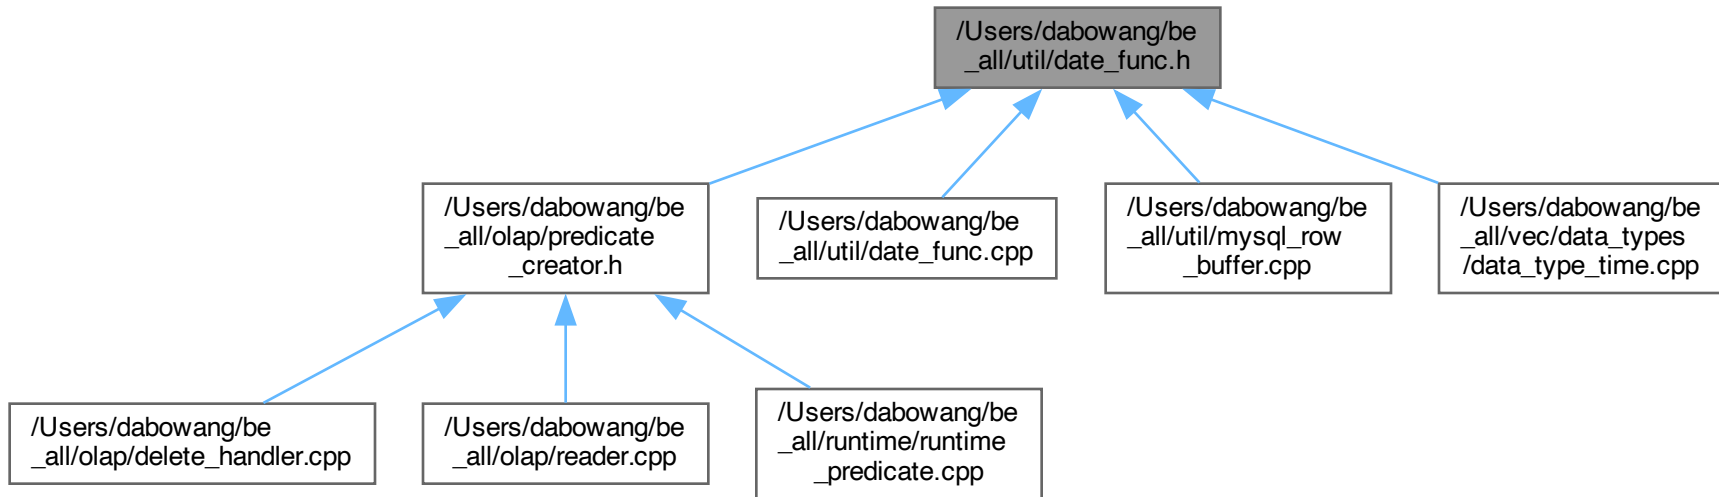 /Users/dabowang/be
_all/util/date_func.h
/Users/dabowang/be
_all/olap/predicate
_creator.h
/Users/dabowang/be
_all/util/date_func.cpp
/Users/dabowang/be
_all/util/mysql_row
_buffer.cpp
/Users/dabowang/be
_all/vec/data_types
/data_type_time.cpp
/Users/dabowang/be
_all/olap/delete_handler.cpp
/Users/dabowang/be
_all/olap/reader.cpp
/Users/dabowang/be
_all/runtime/runtime
_predicate.cpp